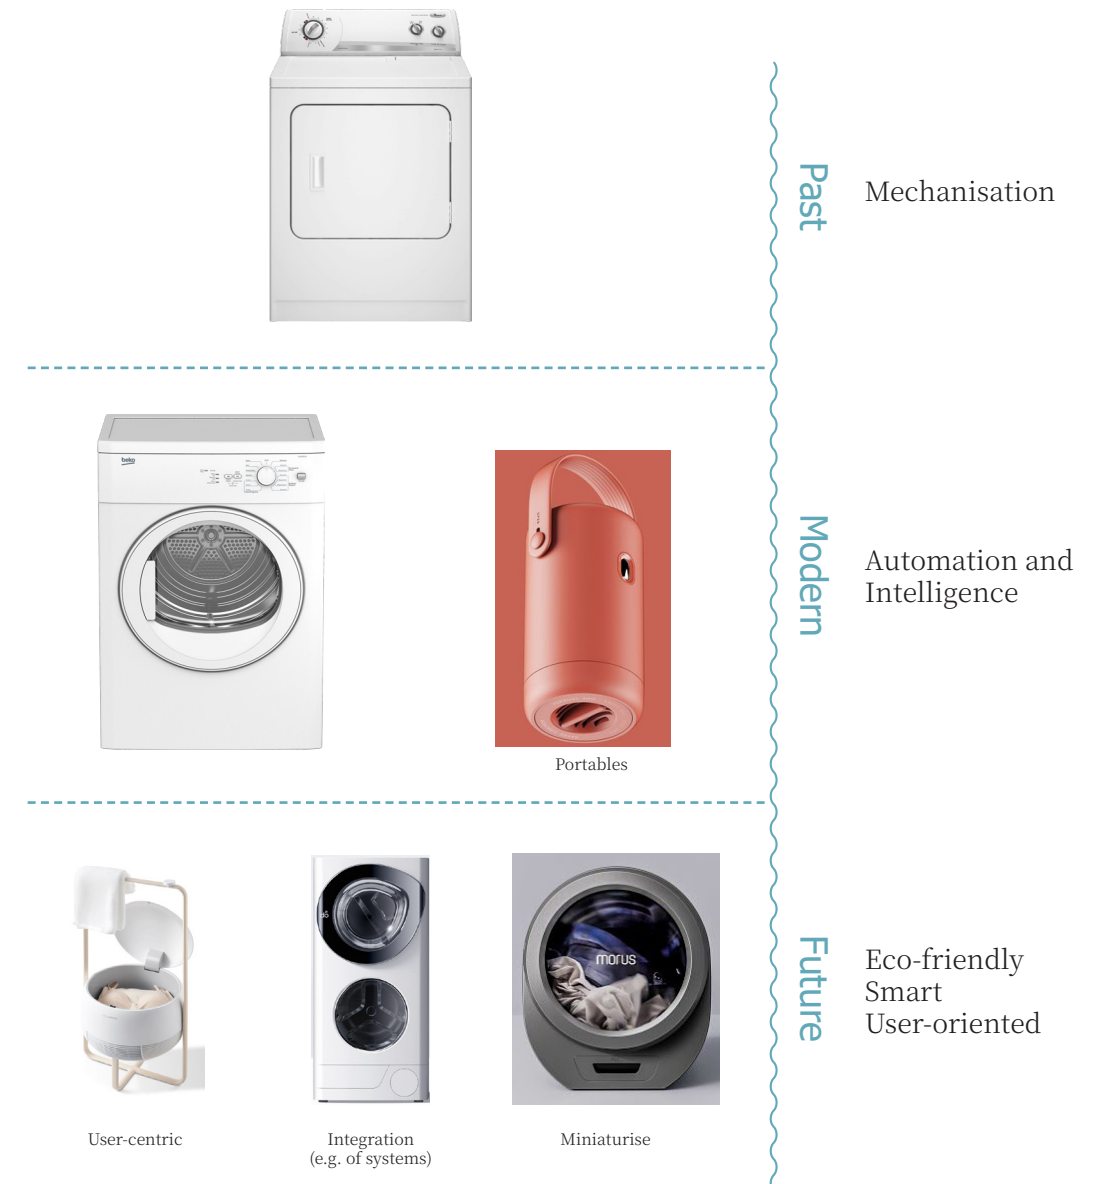 Past
Mechanisation
beko
Modern
Automation and
Intelligence
Portables
morus
Future
Eco-friendly
Smart
User-oriented
User-centric
Integration
(e.g. of systems)
Miniaturise